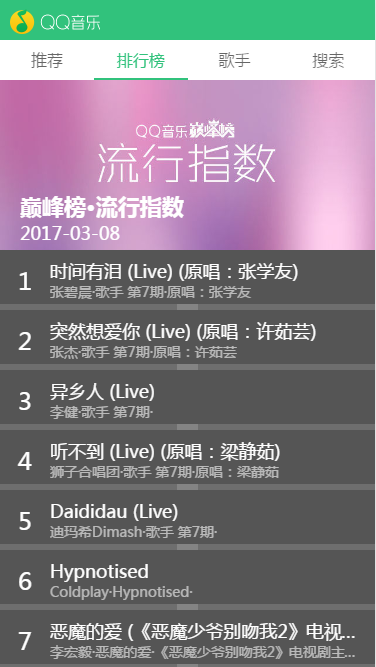 QQ音乐
推荐 排行榜 歌手 搜索
QQ音乐巅峰榜
流行指数
巅峰榜·流行指数
2017-03-08
1 时间有泪 (Live) (原唱：张学友)
张碧晨·歌手 第7期·原唱：张学友
2 突然想爱你 (Live) (原唱：许茹芸)
张杰·歌手 第7期·原唱：许茹芸
3 异乡人 (Live)
李健·歌手 第7期·
4 听不到 (Live) (原唱：梁静茹)
狮子合唱团·歌手 第7期·原唱：梁静茹
5 Daididau (Live)
迪玛希Dimash·歌手 第7期·
6 Hypnotised
Coldplay·Hypnotised·
7 恶魔的爱 (《恶魔少爷别吻我2》电视...
李宏毅·恶魔的爱·《恶魔少爷别吻我2》电视剧主...